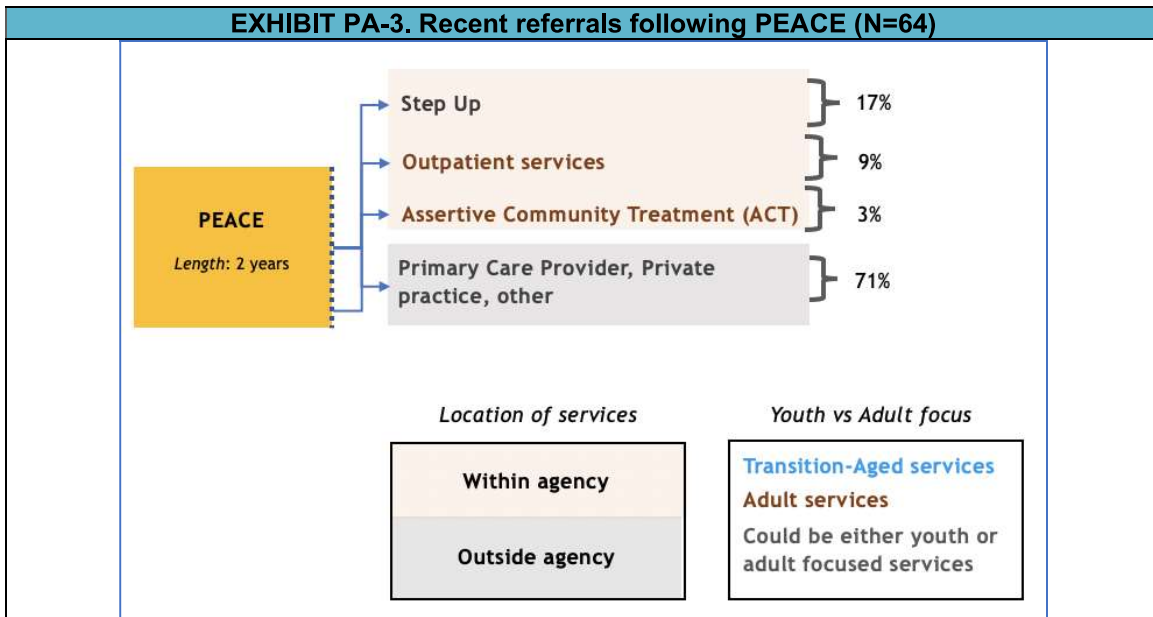 EXHIBIT PA-3. Recent referrals following PEACE (N=64)
PEACE
Length: 2 years
Step Up
17%
Outpatient services
9%
Assertive Community Treatment (ACT)
3%
Primary Care Provider, Private
practice, other
71%
Location of services
Within agency
Outside agency
Youth vs Adult focus
Transition-Aged services
Adult services
Could be either youth or
adult focused services